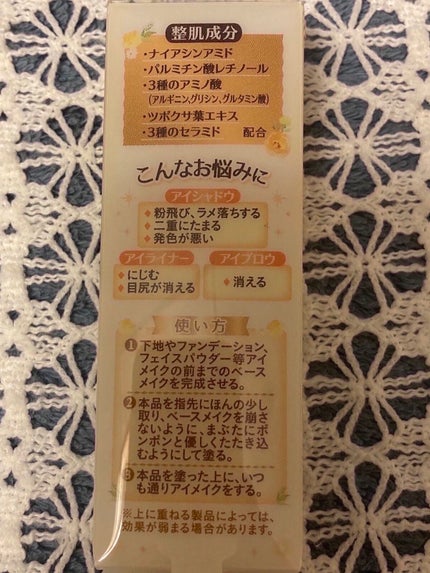 整肌成分
・ナイアシンアミド
・パルミチン酸レチノール
・3種のアミノ酸
(アルギニン,グリシン,グルタミン酸)
・ツボクサ葉エキス
・3種のセラミド 配合
こんなお悩みに
アイシャドウ
粉飛び、ラメ落ちする
二重にたまる
発色が悪い
アイライナー
にじむ
目尻が消える
アイブロウ
消える
使い方
1 下地やファンデーション、
フェイスパウダー等アイ
メイクの前までのベース
メイクを完成させる。
2 本品を指先にほんの少し
取り、ベースメイクを崩さ
ないように、まぶたにポ
ンポンと優しくたたき込
むようにして塗る。
3 本品を塗った上に、いつ
も通りアイメイクをする。
※上に重ねる製品によっては、
効果が弱まる場合があります。